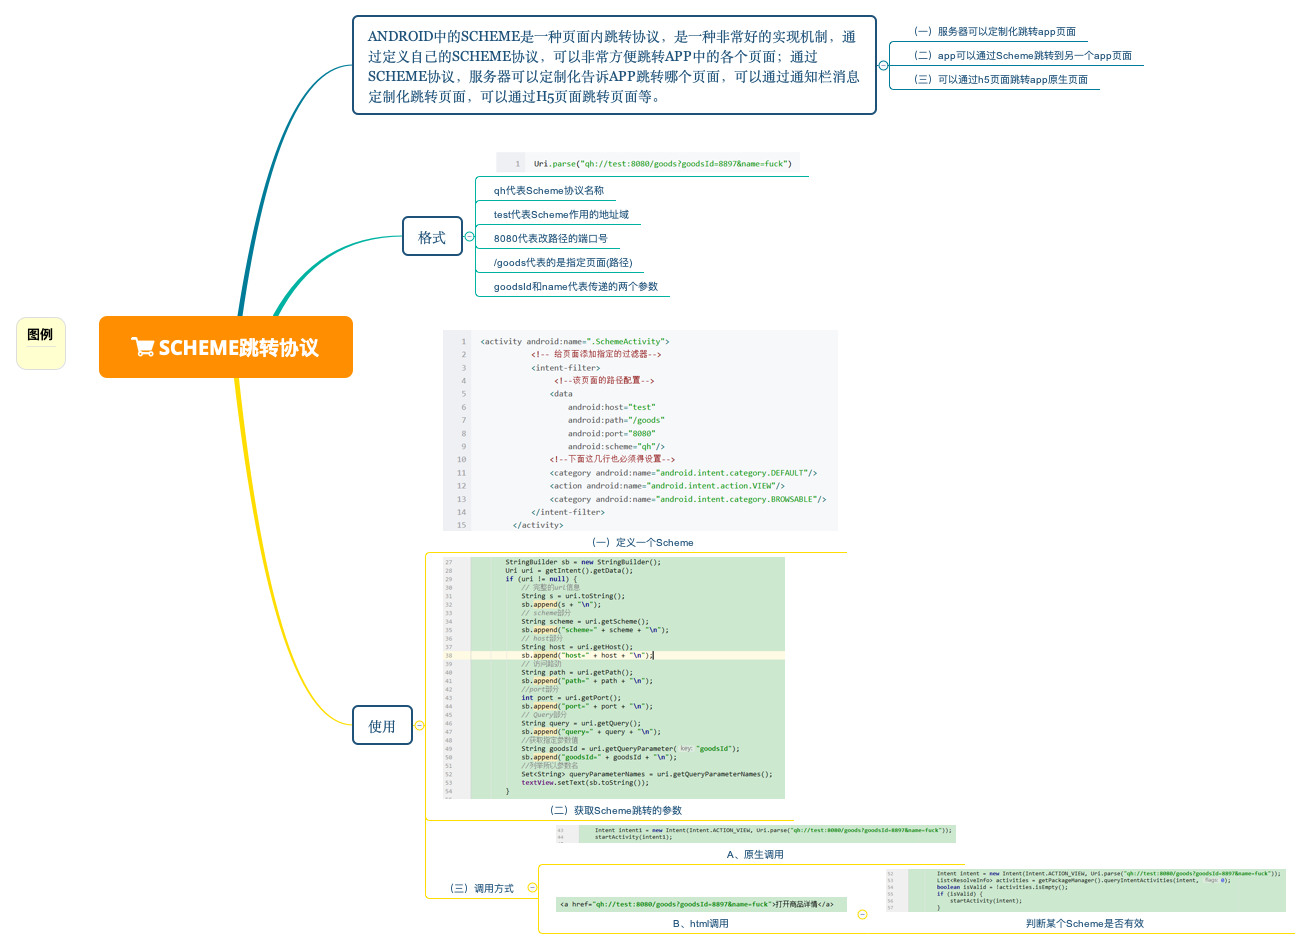 ANDROID中的SCHEME是一种页面内跳转协议，是一种非常好的实现机制，通
过定义自己的SCHEME协议，可以非常方便跳转APP中的各个页面；通过
SCHEME协议，服务器可以定制化告诉APP跳转哪个页面，可以通过通知栏消息
定制化跳转页面，可以通过H5页面跳转页面等。
（一）服务器可以定制化跳转app页面
（二）app可以通过Scheme跳转到另一个app页面
（三）可以通过h5页面跳转app原生页面
1 Uri.parse("qh://test:8080/goods?goodsId=8897&name=fuck")
qh代表Scheme协议名称
test代表Scheme作用的地址域
8080代表改路径的端口号
/goods代表的是指定页面(路径)
goodsId和name代表传递的两个参数
格式
图例
SCHEME跳转协议
1 <activity android:name=".SchemeActivity">
2 <!-- 给页面添加指定的过滤器-->
3 <intent-filter>
4 <!--该页面的路径配置-->
5 <data
6 android:host="test"
7 android:path="/goods"
8 android:port="8080"
9 android:scheme="qh"/>
10 <!--下面这几行也必须得设置-->
11 <category android:name="android.intent.category.DEFAULT"/>
12 <action android:name="android.intent.action.VIEW"/>
13 <category android:name="android.intent.category.BROWSABLE"/>
14 </intent-filter>
15 </activity>
（一）定义一个Scheme
27 StringBuilder sb = new StringBuilder();
28 Uri uri = getIntent().getData();
29 if (uri != null) {
30 // 完整的uri信息
31 String s = uri.toString();
32 sb.append(s + "\n");
33 // scheme部分
34 String scheme = uri.getScheme();
35 sb.append("scheme=" + scheme + "\n");
36 // host部分
37 String host = uri.getHost();
38 sb.append("host=" + host + "\n");
39 // 访问路劲
40 String path = uri.getPath();
41 sb.append("path=" + path + "\n");
42 //port部分
43 int port = uri.getPort();
44 sb.append("port=" + port + "\n");
45 // Query部分
46 String query = uri.getQuery();
47 sb.append("query=" + query + "\n");
48 //获取指定参数值
49 String goodsId = uri.getQueryParameter( key: "goodsId");
50 sb.append("goodsId=" + goodsId + "\n");
51 //列举所以参数名
52 Set<String> queryParameterNames = uri.getQueryParameterNames();
53 textView.setText(sb.toString());
54 }
（二）获取Scheme跳转的参数
使用
43 Intent intent1 = new Intent(Intent.ACTION_VIEW, Uri.parse("qh://test:8080/goods?goodsId=8897&name=fuck"));
44 startActivity(intent1);
A、原生调用
（三）调用方式
<a href="qh://test:8080/goods?goodsId=8897&name=fuck">打开商品详情</a>
B、html调用
52 Intent intent = new Intent(Intent.ACTION_VIEW, Uri.parse("qh://test:8080/goods?goodsId=8897&name=fuck"));
53 List<ResolveInfo> activities = getPackageManager().queryIntentActivities(intent, flags: 0);
54 boolean isValid = !activities.isEmpty();
55 if (isValid) {
56 startActivity(intent);
57 }
判断某个Scheme是否有效